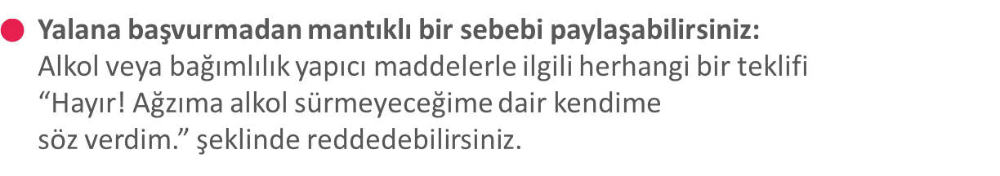 Yalana başvurmadan mantıklı bir sebebi paylaşabilirsiniz:
Alkol veya bağımlılık yapıcı maddelerle ilgili herhangi bir teklifi
“Hayır! Ağzıma alkol sürmeyeceğime dair kendime
söz verdim.” şeklinde reddedebilirsiniz.